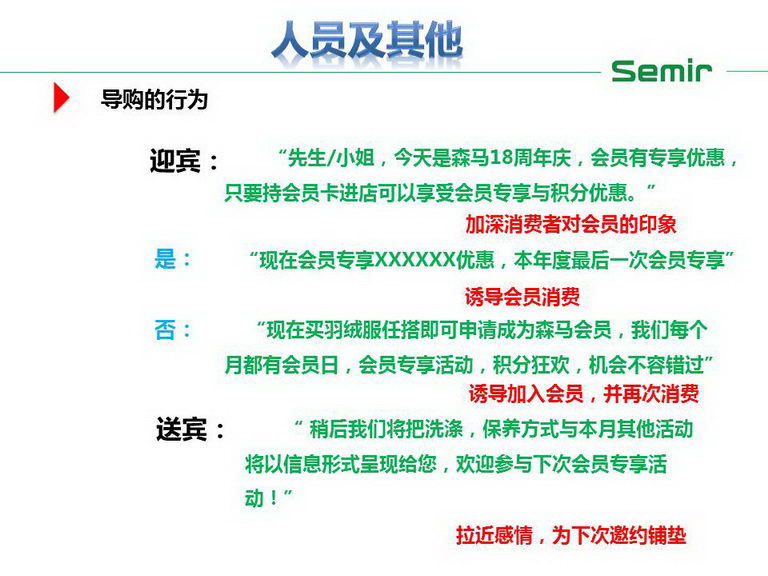 人员及其他
Semir
导购的行为
迎宾：“先生/小姐，今天是森马18周年庆，会员有专享优惠，
只要持会员卡进店可以享受会员专享与积分优惠。”
加深消费者对会员的印象
是：“现在会员专享XXXXXX优惠，本年度最后一次会员专享”
诱导会员消费
否：“现在买羽绒服任搭即可申请成为森马会员，我们每个
月都有会员日，会员专享活动，积分狂欢，机会不容错过”
诱导加入会员，并再次消费
送宾：“ 稍后我们将把洗涤，保养方式与本月其他活动
将以信息形式呈现给您，欢迎参与下次会员专享活
动！”
拉近感情，为下次邀约铺垫